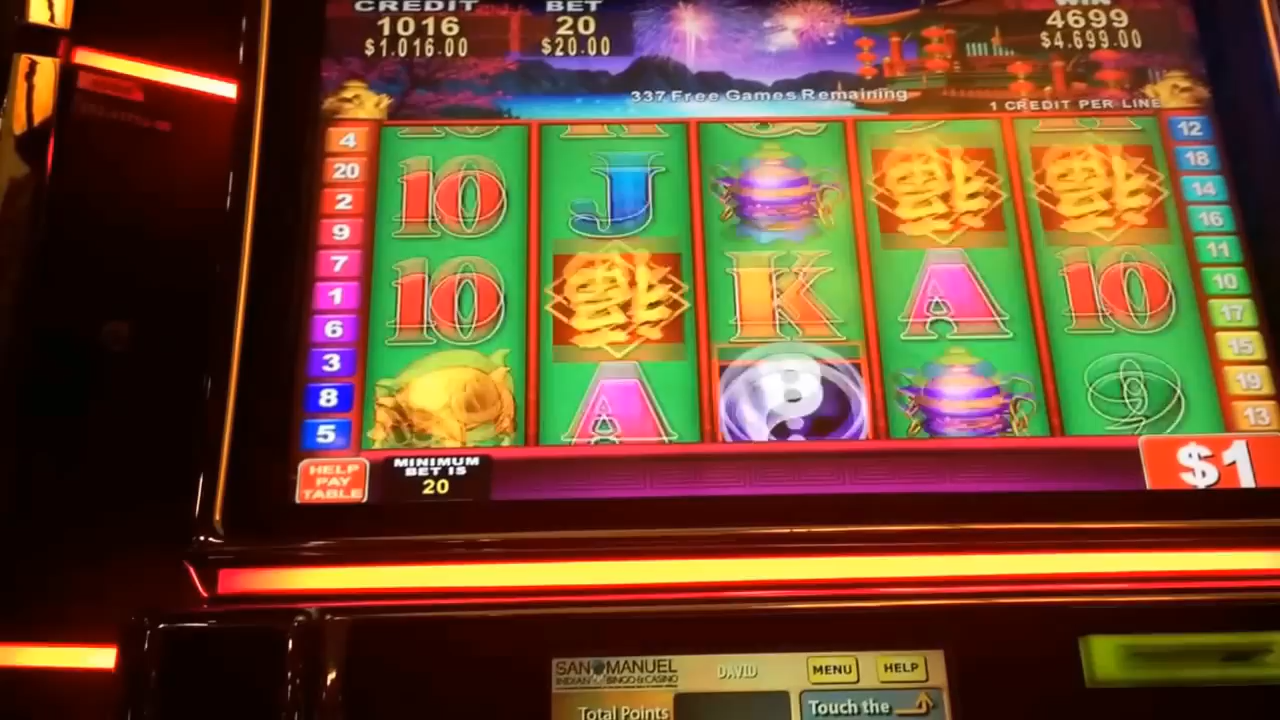 CREDIT
1016
$1,016.00
BET
20
$20.00
WIN
4699
$4,699.00
337 Free Games Remaining
1 CREDIT PER LINE
4
20
2
9
7
1
6
3
8
5
12
18
14
16
11
10
17
15
19
13
10
J
10
K
A
10
A
9
HELP
PAY
TABLE
MINIMUM
BET IS
20
$1
SAN MANUEL
INDIAN BINGO & CASINO
DAVID
MENU
HELP
Total Points
Touch the